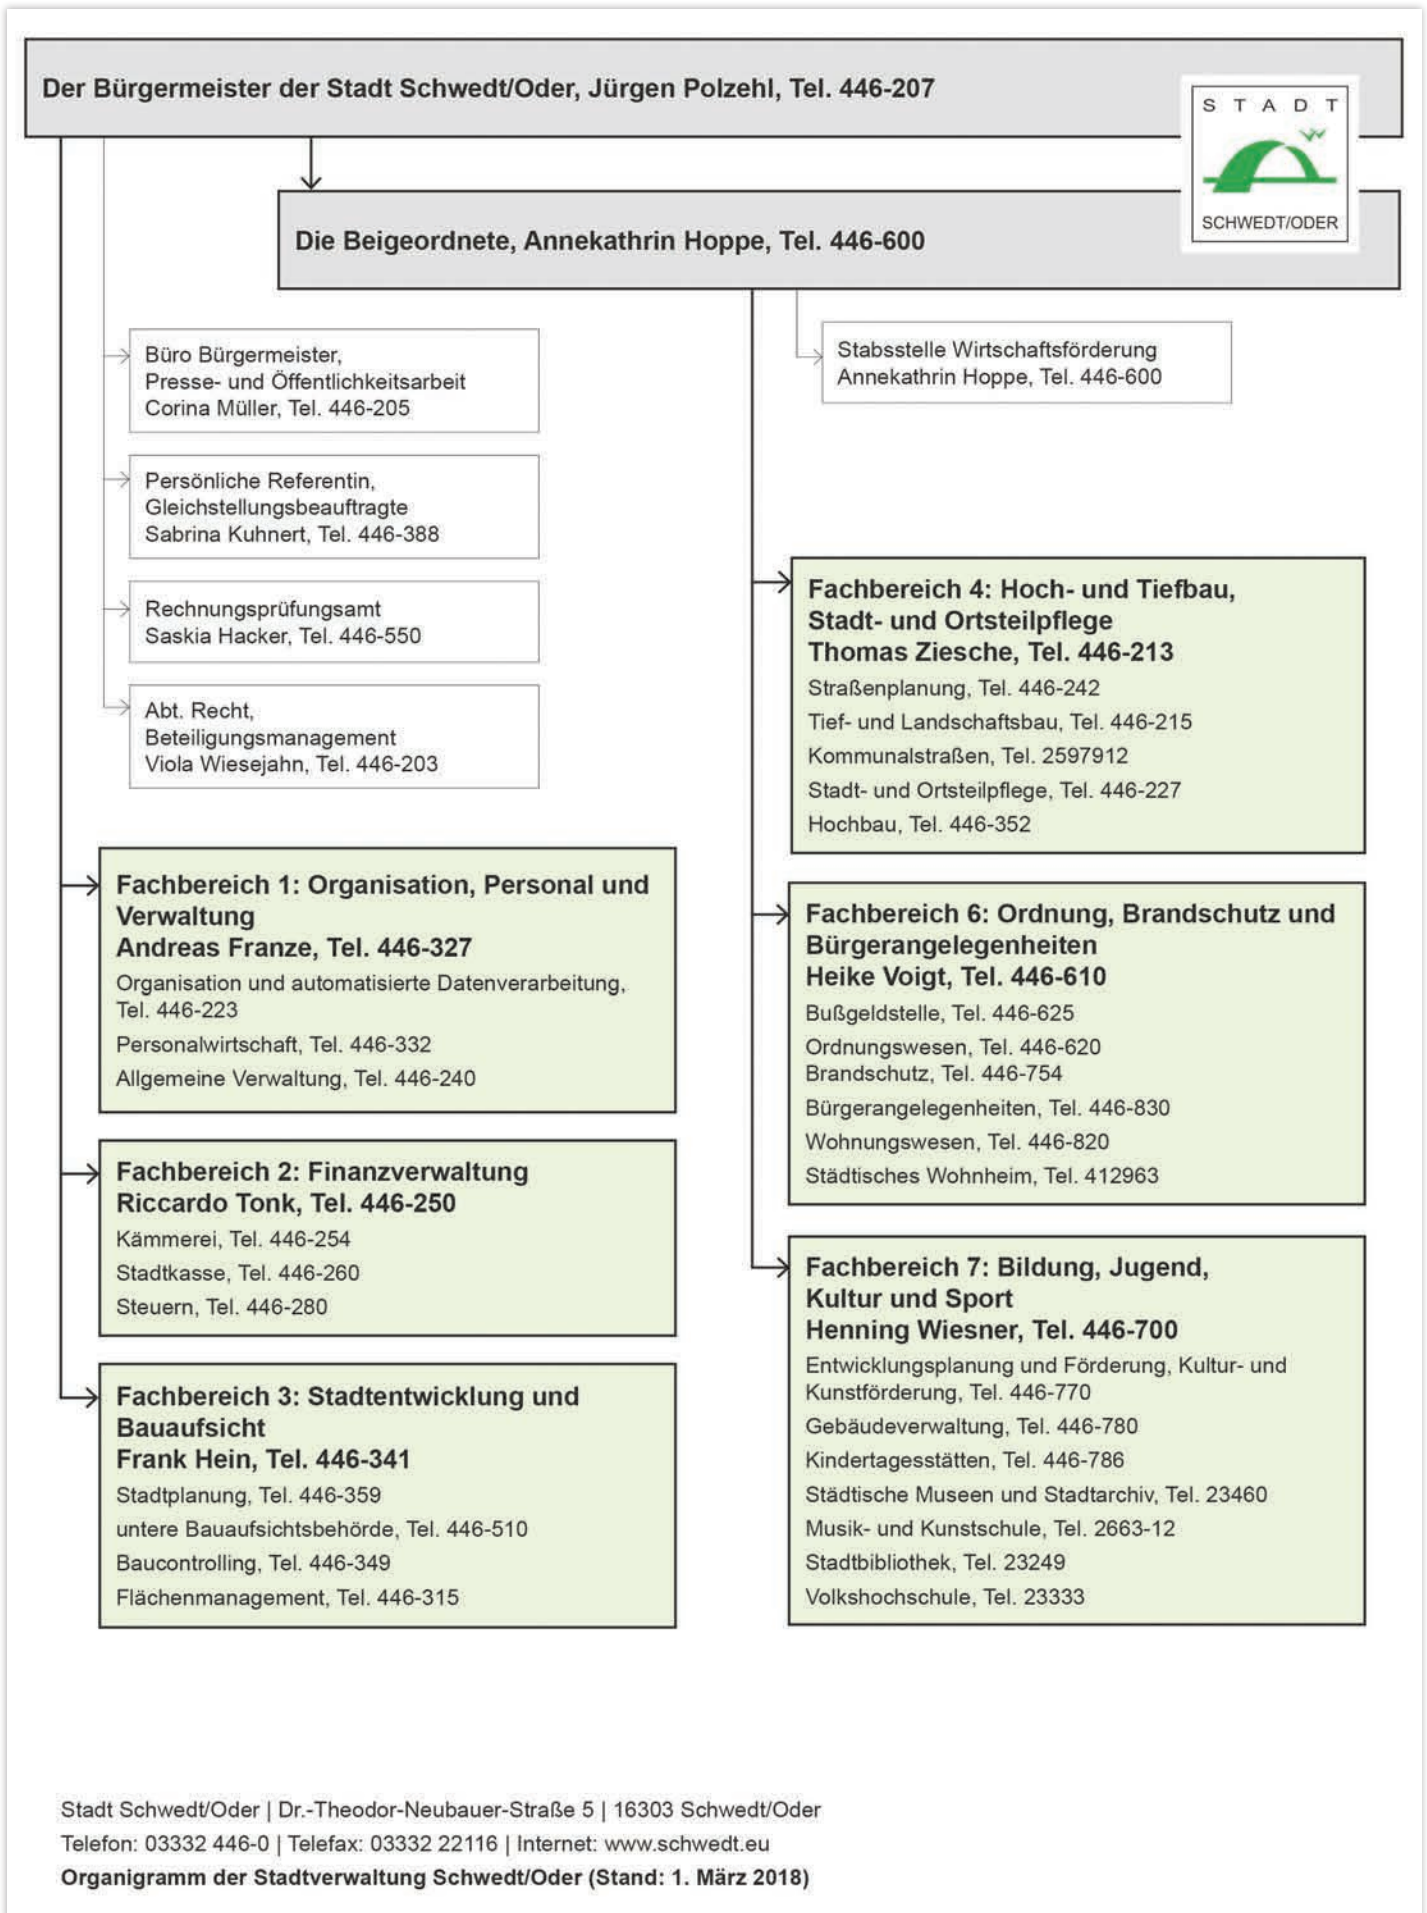 Der Bürgermeister der Stadt Schwedt/Oder, Jürgen Polzehl, Tel. 446-207
STADT
SCHWEDT/ODER
Die Beigeordnete, Annekathrin Hoppe, Tel. 446-600
Büro Bürgermeister,
Presse- und Öffentlichkeitsarbeit
Corina Müller, Tel. 446-205
Persönliche Referentin,
Gleichstellungsbeauftragte
Sabrina Kuhnert, Tel. 446-388
Rechnungsprüfungsamt
Saskia Hacker, Tel. 446-550
Abt. Recht,
Beteiligungsmanagement
Viola Wiesejahn, Tel. 446-203
Fachbereich 1: Organisation, Personal und
Verwaltung
Andreas Franze, Tel. 446-327
Organisation und automatisierte Datenverarbeitung,
Tel. 446-223
Personalwirtschaft, Tel. 446-332
Allgemeine Verwaltung, Tel. 446-240
Fachbereich 2: Finanzverwaltung
Riccardo Tonk, Tel. 446-250
Kämmerei, Tel. 446-254
Stadtkasse, Tel. 446-260
Steuern, Tel. 446-280
Fachbereich 3: Stadtentwicklung und
Bauaufsicht
Frank Hein, Tel. 446-341
Stadtplanung, Tel. 446-359
untere Bauaufsichtsbehörde, Tel. 446-510
Baucontrolling, Tel. 446-349
Flächenmanagement, Tel. 446-315
Stabsstelle Wirtschaftsförderung
Annekathrin Hoppe, Tel. 446-600
Fachbereich 4: Hoch- und Tiefbau,
Stadt- und Ortsteilpflege
Thomas Ziesche, Tel. 446-213
Straßenplanung, Tel. 446-242
Tief- und Landschaftsbau, Tel. 446-215
Kommunalstraßen, Tel. 2597912
Stadt- und Ortsteilpflege, Tel. 446-227
Hochbau, Tel. 446-352
Fachbereich 6: Ordnung, Brandschutz und
Bürgerangelegenheiten
Heike Voigt, Tel. 446-610
Bußgeldstelle, Tel. 446-625
Ordnungswesen, Tel. 446-620
Brandschutz, Tel. 446-754
Bürgerangelegenheiten, Tel. 446-830
Wohnungswesen, Tel. 446-820
Städtisches Wohnheim, Tel. 412963
Fachbereich 7: Bildung, Jugend,
Kultur und Sport
Henning Wiesner, Tel. 446-700
Entwicklungsplanung und Förderung, Kultur- und
Kunstförderung, Tel. 446-770
Gebäudeverwaltung, Tel. 446-780
Kindertagesstätten, Tel. 446-786
Städtische Museen und Stadtarchiv, Tel. 23460
Musik- und Kunstschule, Tel. 2663-12
Stadtbibliothek, Tel. 23249
Volkshochschule, Tel. 23333
Stadt Schwedt/Oder | Dr.-Theodor-Neubauer-Straße 5 | 16303 Schwedt/Oder
Telefon: 03332 446-0 | Telefax: 03332 22116 | Internet: www.schwedt.eu
Organigramm der Stadtverwaltung Schwedt/Oder (Stand: 1. März 2018)